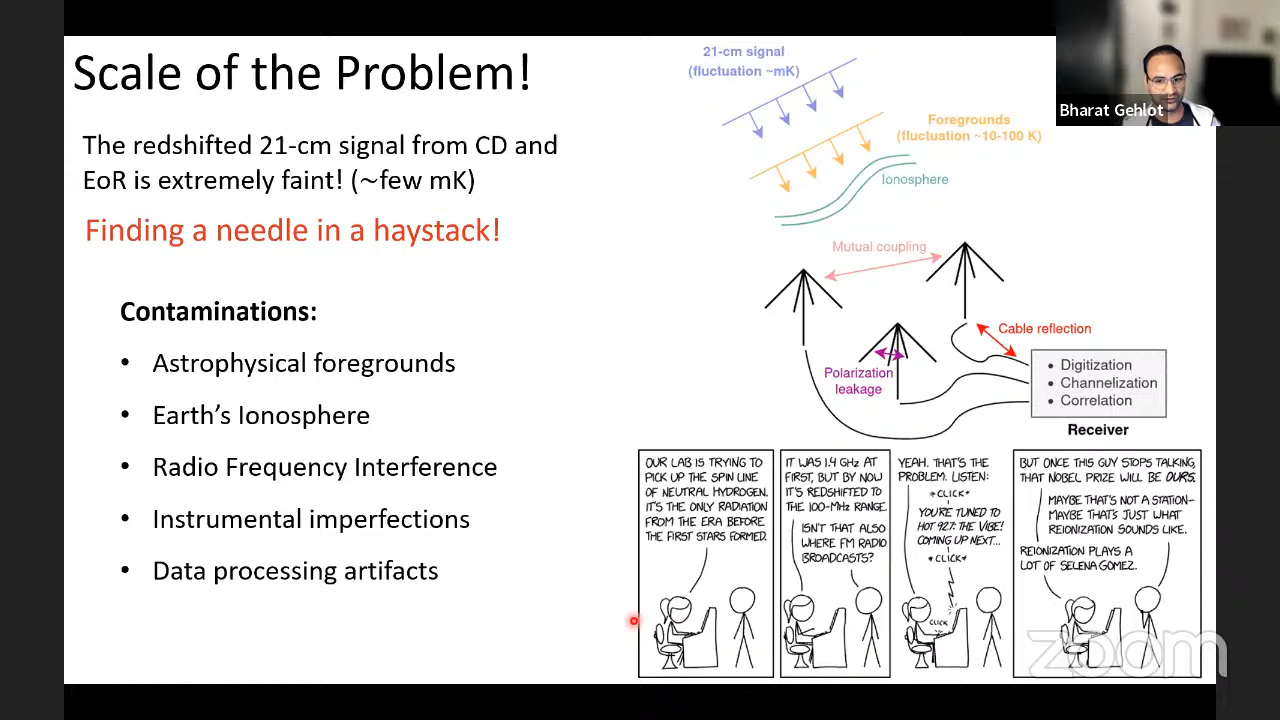 Scale of the Problem!
The redshifted 21-cm signal from CD and
EoR is extremely faint! (~few mK)
Finding a needle in a haystack!
Contaminations:
• Astrophysical foregrounds
• Earth’s Ionosphere
• Radio Frequency Interference
• Instrumental imperfections
• Data processing artifacts
21-cm signal
(fluctuation ~mK)
Foregrounds
(fluctuation ~10-100 K)
Ionosphere
Mutual coupling
Cable reflection
Polarization
leakage
• Digitization
• Channelization
• Correlation
Receiver
OUR LAB IS TRYING TO
PICK UP THE SPIN LINE
OF NEUTRAL HYDROGEN.
IT'S THE ONLY RADIATION
FROM THE ERA BEFORE
THE FIRST STARS FORMED.
IT WAS 1.4 GHz AT
FIRST, BUT BY NOW
IT'S REDSHIFTED TO
THE 100-MHz RANGE.
ISN'T THAT ALSO
WHERE FM RADIO
BROADCASTS?
YEAH. THAT'S THE
PROBLEM. LISTEN:
*CLICK*
YOU'RE TUNED TO
HOT 92.7: THE VIBE!
COMING UP NEXT...
*CLICK*
CLICK
BUT ONCE THIS GUY STOPS TALKING,
THAT NOBEL PRIZE WILL BE OURS.
MAYBE THAT'S NOT A STATION—
MAYBE THAT'S JUST WHAT
REIONIZATION SOUNDS LIKE.
REIONIZATION PLAYS A
LOT OF SELENA GOMEZ.
Bharat Gehlot
zoom